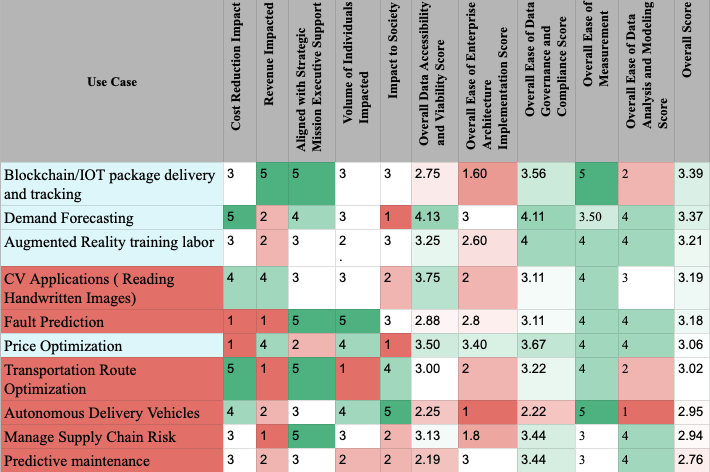 Use Case
Cost Reduction Impact
Revenue Impacted
Aligned with Strategic
Mission Executive Support
Volume of Individuals
Impacted
Impact to Society
Overall Data Accessibility
and Viability Score
Overall Ease of Enterprise
Architecture
Implementation Score
Overall Ease of Data
Governance and
Compliance Score
Overall Ease of
Measurement
Overall Ease of Data
Analysis and Modeling
Score
Overall Score
Blockchain/IOT package delivery 3 5 5 3 3 2.75 1.60 3.56 5 2 3.39
and tracking
Demand Forecasting 5 2 4 3 1 4.13 3 4.11 3.50 4 3.37
Augmented Reality training labor 3 2 3 2 3 3.25 2.60 4 4 4 3.21
.
CV Applications ( Reading 4 4 3 3 2 3.75 2 3.11 4 3 3.19
Handwritten Images)
Fault Prediction 1 1 5 5 3 2.88 2.8 3.11 4 4 3.18
Price Optimization 1 4 2 4 1 3.50 3.40 3.67 4 4 3.06
Transportation Route 5 1 5 1 4 3.00 2 3.22 4 2 3.02
Optimization
Autonomous Delivery Vehicles 4 2 3 4 5 2.25 1 2.22 5 1 2.95
Manage Supply Chain Risk 3 1 5 3 2 3.13 1.8 3.44 3 4 2.94
Predictive maintenance 3 2 3 2 2 2.19 3 3.44 3 4 2.76